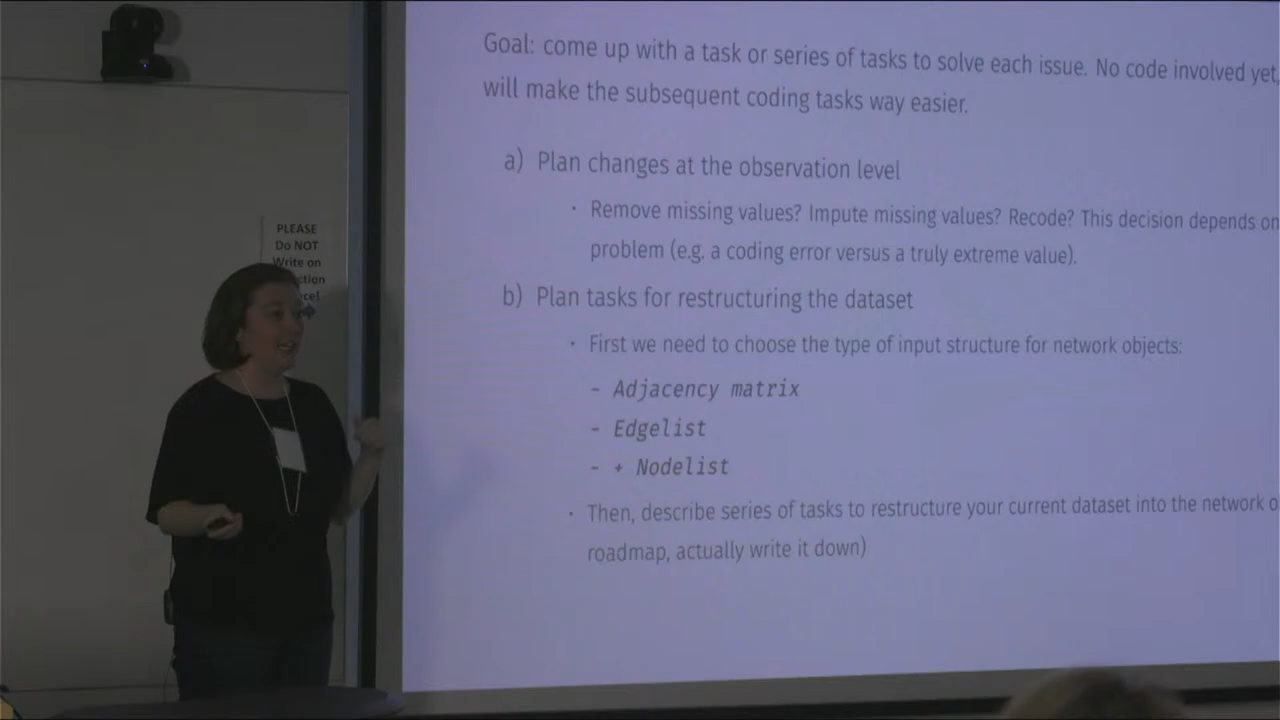 Goal: come up with a task or series of tasks to solve each issue. No code involved yet,
will make the subsequent coding tasks way easier.
a) Plan changes at the observation level
· Remove missing values? Impute missing values? Recode? This decision depends on
problem (e.g. a coding error versus a truly extreme value).
b) Plan tasks for restructuring the dataset
· First we need to choose the type of input structure for network objects:
- Adjacency matrix
- Edgelist
- + Nodelist
· Then, describe series of tasks to restructure your current dataset into the network o
roadmap, actually write it down)
PLEASE
Do NOT
Write on